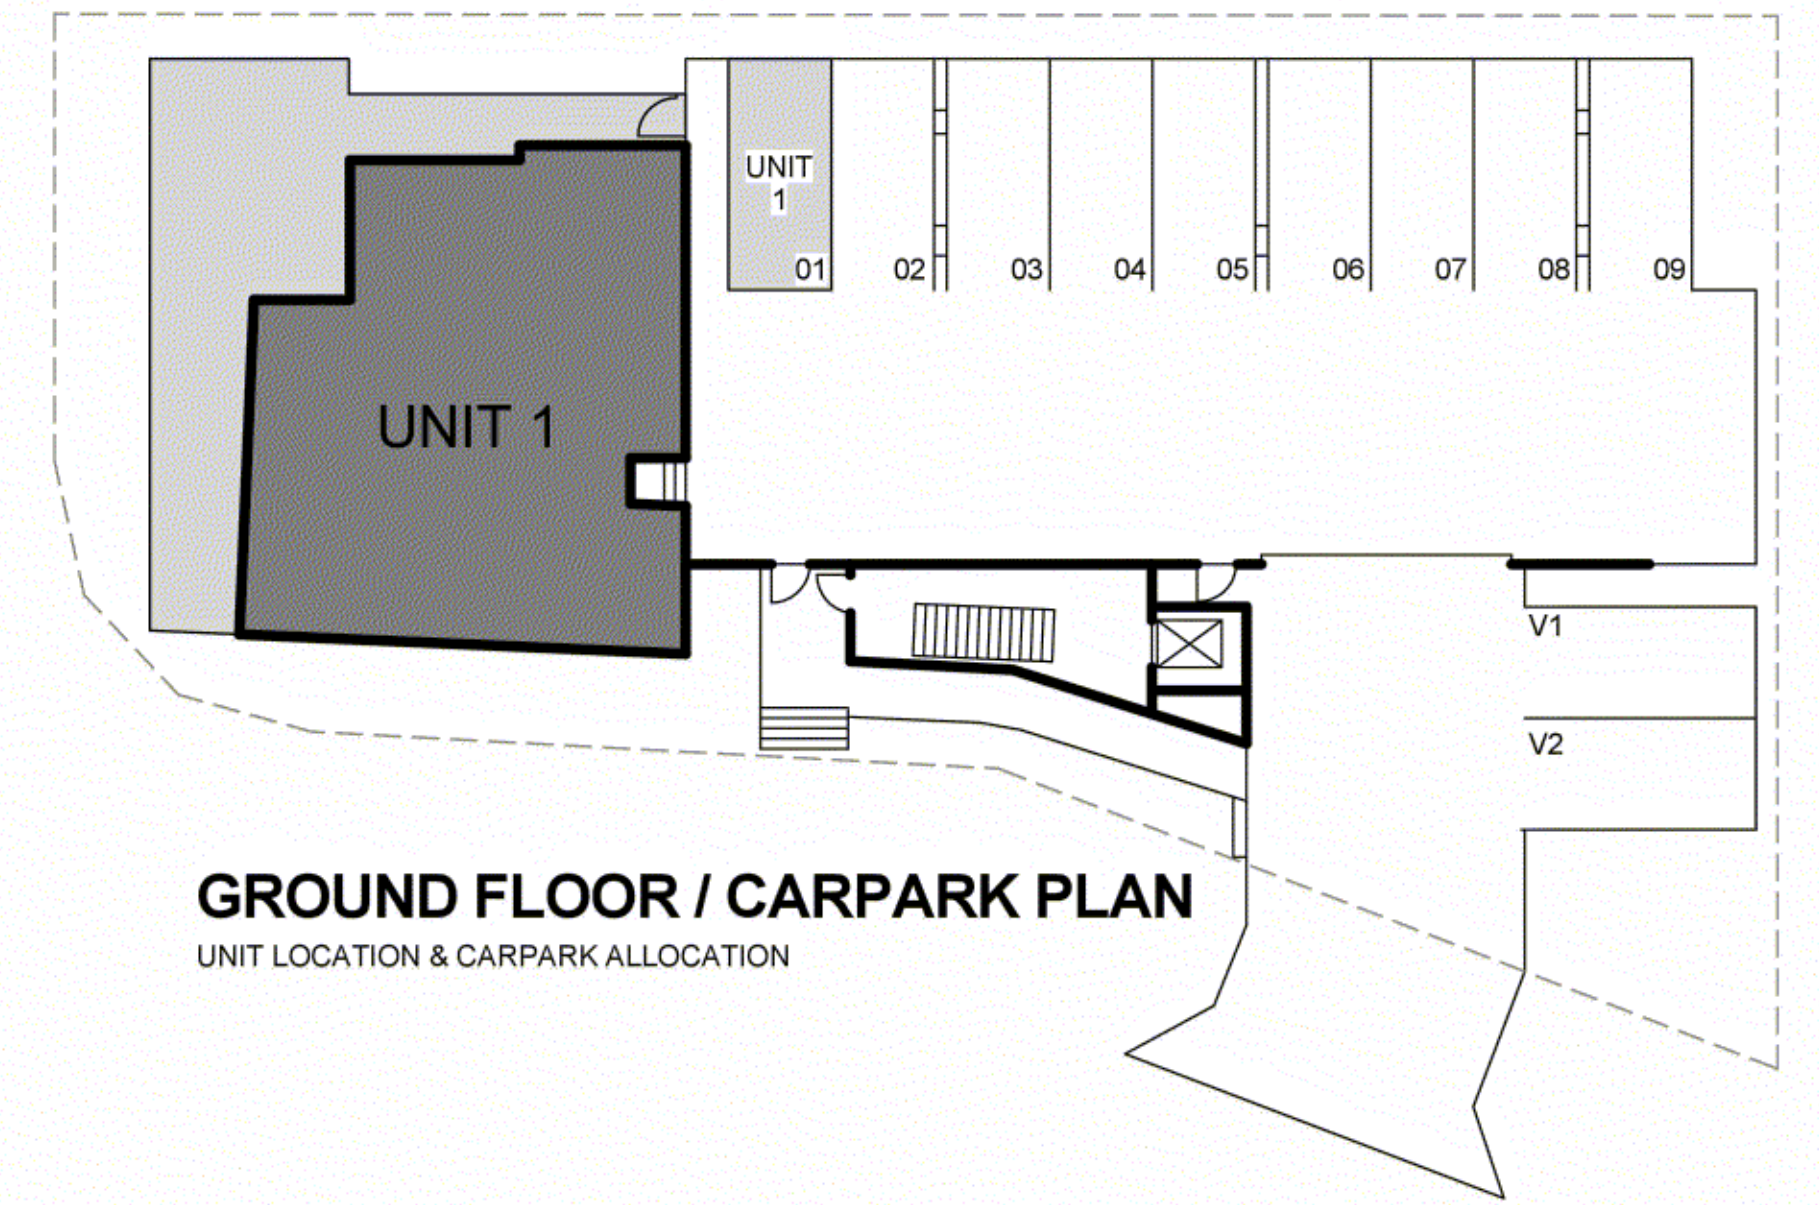 UNIT
1
01
02
03
04
05
06
07
08
09
UNIT 1
V1
V2
GROUND FLOOR / CARPARK PLAN
UNIT LOCATION & CARPARK ALLOCATION